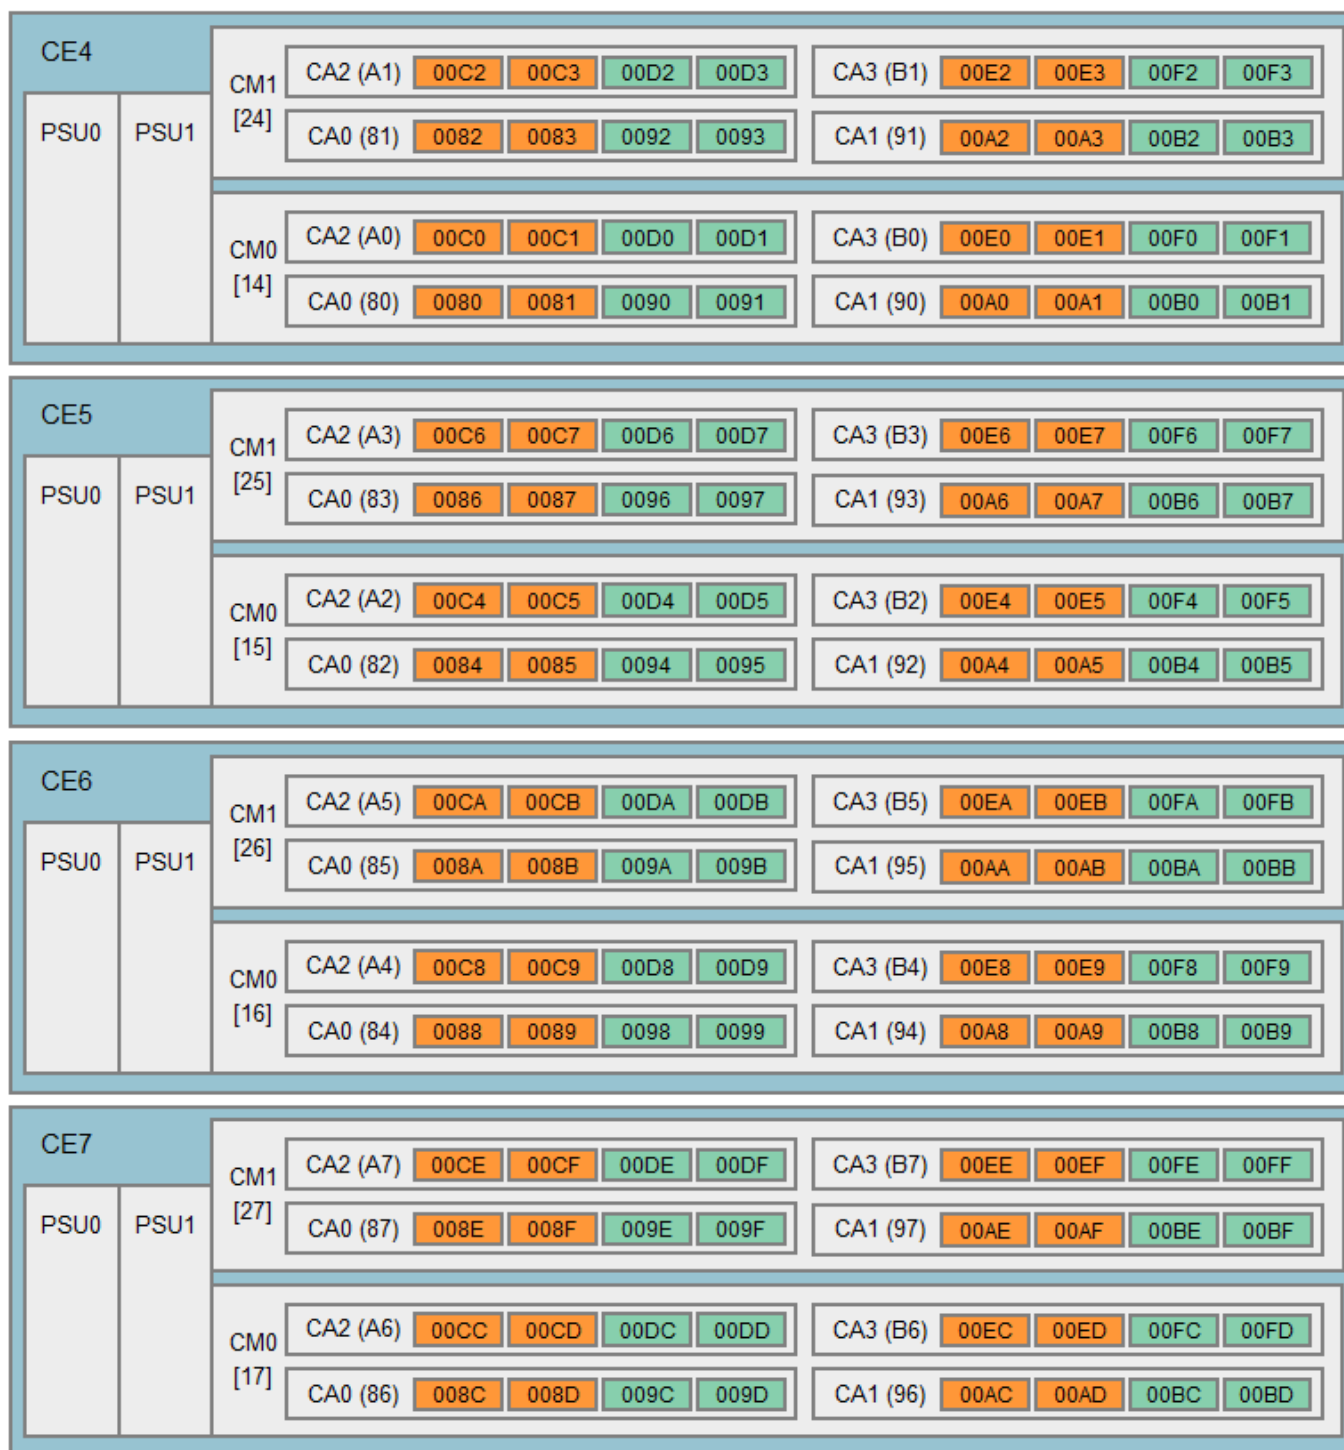 CE4
PSU0 PSU1
CM1
[24]
CA2 (A1) 00C2 00C3 00D2 00D3 CA3 (B1) 00E2 00E3 00F2 00F3
CA0 (81) 0082 0083 0092 0093 CA1 (91) 00A2 00A3 00B2 00B3
CM0
[14]
CA2 (A0) 00C0 00C1 00D0 00D1 CA3 (B0) 00E0 00E1 00F0 00F1
CA0 (80) 0080 0081 0090 0091 CA1 (90) 00A0 00A1 00B0 00B1
CE5
PSU0 PSU1
CM1
[25]
CA2 (A3) 00C6 00C7 00D6 00D7 CA3 (B3) 00E6 00E7 00F6 00F7
CA0 (83) 0086 0087 0096 0097 CA1 (93) 00A6 00A7 00B6 00B7
CM0
[15]
CA2 (A2) 00C4 00C5 00D4 00D5 CA3 (B2) 00E4 00E5 00F4 00F5
CA0 (82) 0084 0085 0094 0095 CA1 (92) 00A4 00A5 00B4 00B5
CE6
PSU0 PSU1
CM1
[26]
CA2 (A5) 00CA 00CB 00DA 00DB CA3 (B5) 00EA 00EB 00FA 00FB
CA0 (85) 008A 008B 009A 009B CA1 (95) 00AA 00AB 00BA 00BB
CM0
[16]
CA2 (A4) 00C8 00C9 00D8 00D9 CA3 (B4) 00E8 00E9 00F8 00F9
CA0 (84) 0088 0089 0098 0099 CA1 (94) 00A8 00A9 00B8 00B9
CE7
PSU0 PSU1
CM1
[27]
CA2 (A7) 00CE 00CF 00DE 00DF CA3 (B7) 00EE 00EF 00FE 00FF
CA0 (87) 008E 008F 009E 009F CA1 (97) 00AE 00AF 00BE 00BF
CM0
[17]
CA2 (A6) 00CC 00CD 00DC 00DD CA3 (B6) 00EC 00ED 00FC 00FD
CA0 (86) 008C 008D 009C 009D CA1 (96) 00AC 00AD 00BC 00BD